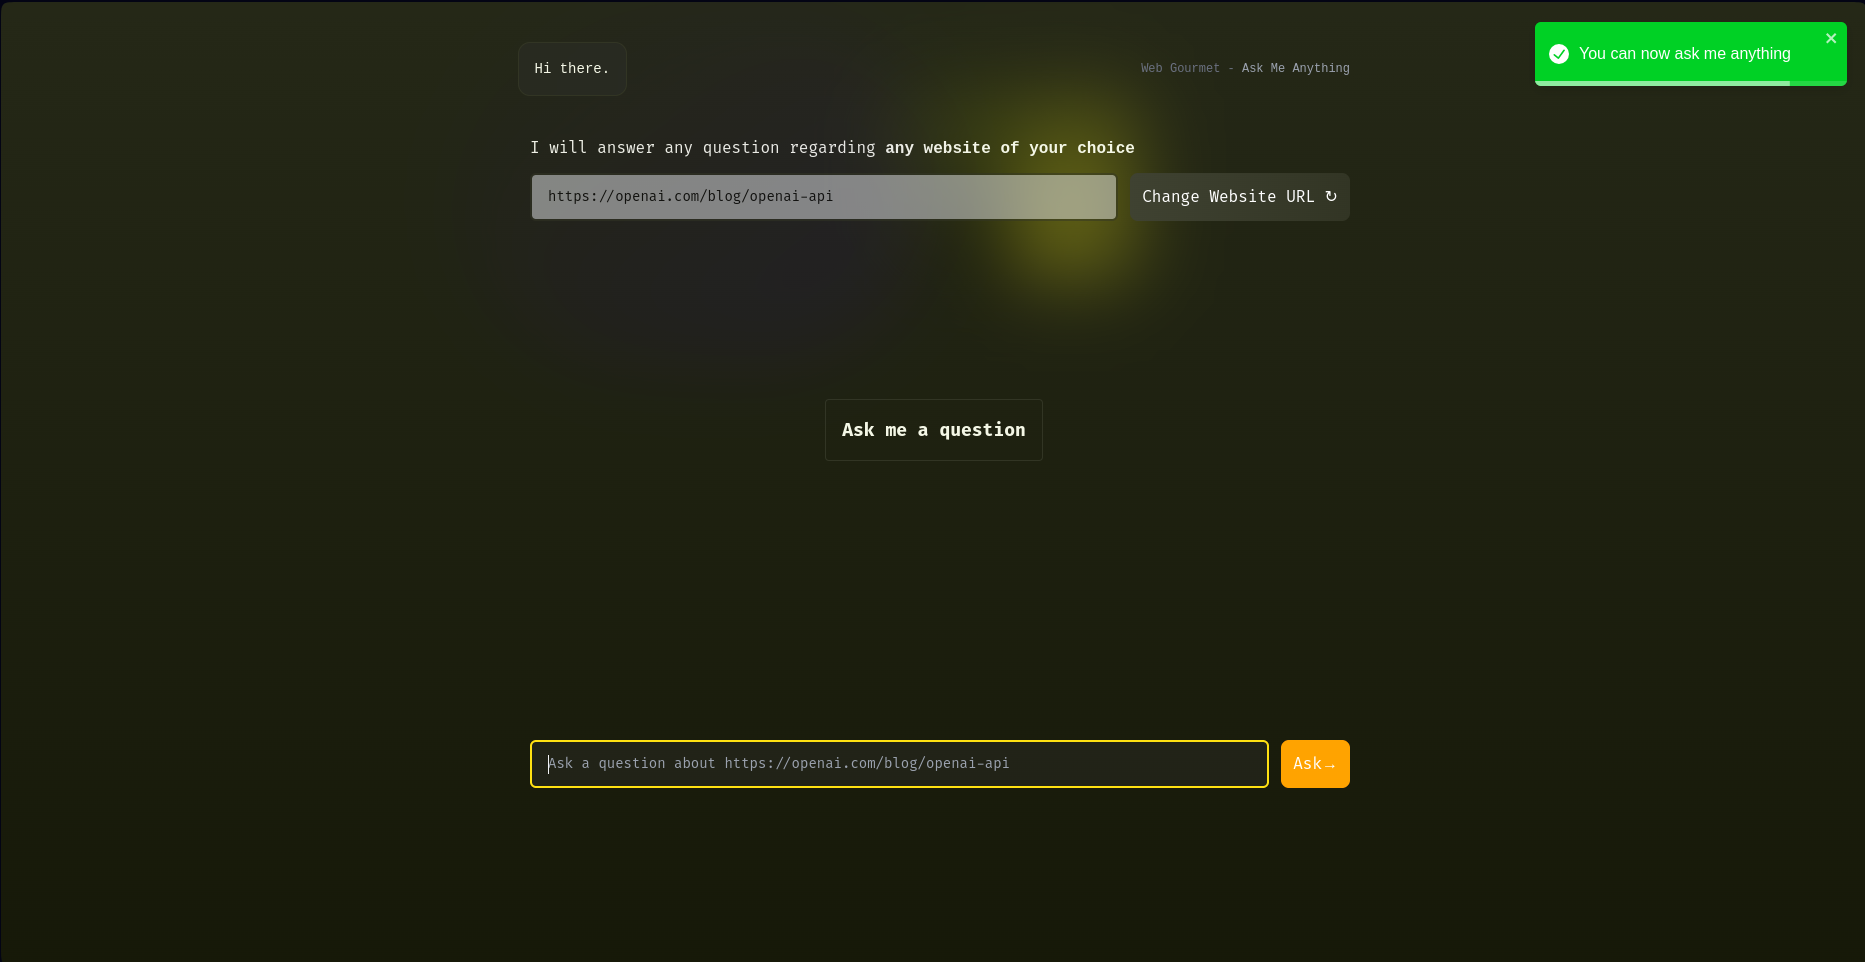 Hi there.
Web Gourmet - Ask Me Anything
You can now ask me anything
I will answer any question regarding any website of your choice
https://openai.com/blog/openai-api
Change Website URL ↻
Ask me a question
Ask a question about https://openai.com/blog/openai-api
Ask→